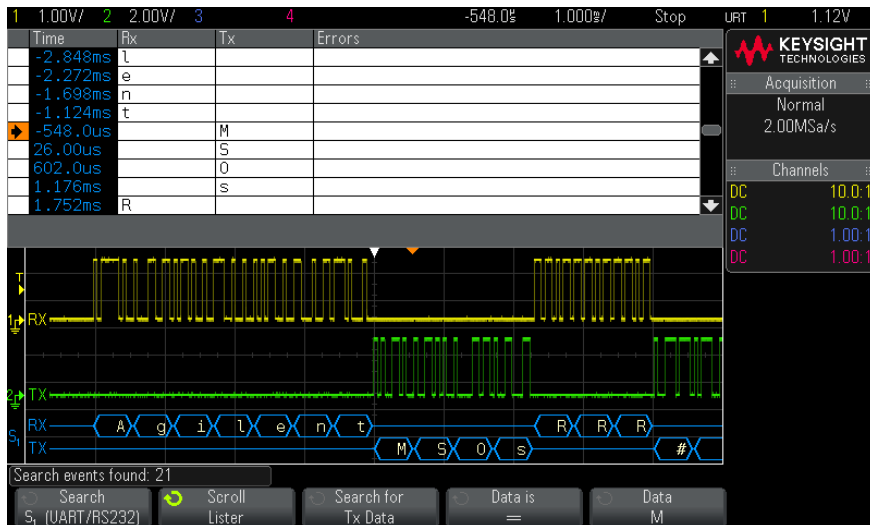 1 1.00V/ 2 2.00V/ 3 4 -548.0us 1.000ms/ Stop URT 1 1.12V
Time Rx Tx Errors
-2.848ms l
-2.272ms e
-1.698ms n
-1.124ms t
-548.0us M
26.00us S
602.0us O
1.176ms s
1.752ms R
KEYSIGHT
TECHNOLOGIES
Acquisition
Normal
2.00MSa/s
Channels
DC 10.0:1
DC 10.0:1
DC 1.00:1
DC 1.00:1
T
1 RX
2 TX
S1 RX A g i l e n t R R R
TX M S O s #
Search events found: 21
Search Scroll Search for Data is Data
S1 (UART/RS232) Lister Tx Data = M